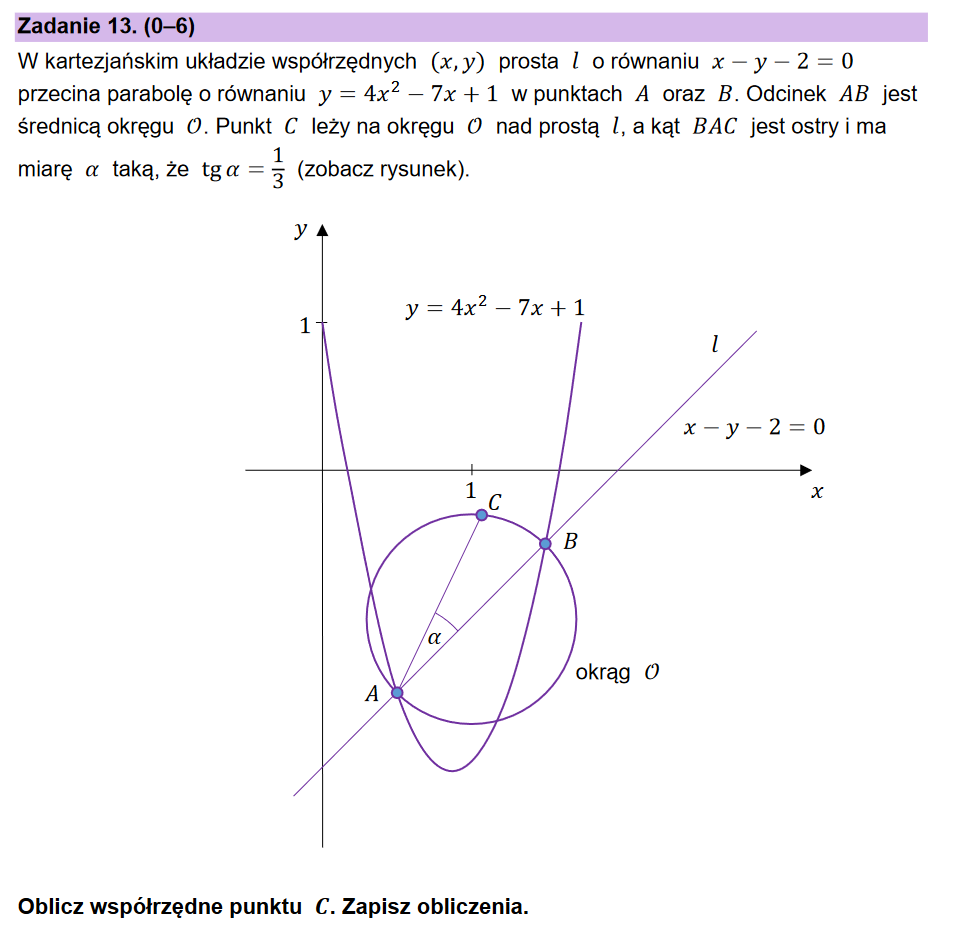 Zadanie 13. (0–6)
W kartezjańskim układzie współrzędnych (x, y) prosta l o równaniu x − y − 2 = 0
przecina parabolę o równaniu y = 4x² − 7x + 1 w punktach A oraz B. Odcinek AB jest
średnicą okręgu 𝒪. Punkt C leży na okręgu 𝒪 nad prostą l, a kąt BAC jest ostry i ma
miarę α taką, że tg α = 1/3 (zobacz rysunek).
y
y = 4x² − 7x + 1
1
l
x − y − 2 = 0
1
x
C
B
α
A
okrąg 𝒪
Oblicz współrzędne punktu C. Zapisz obliczenia.